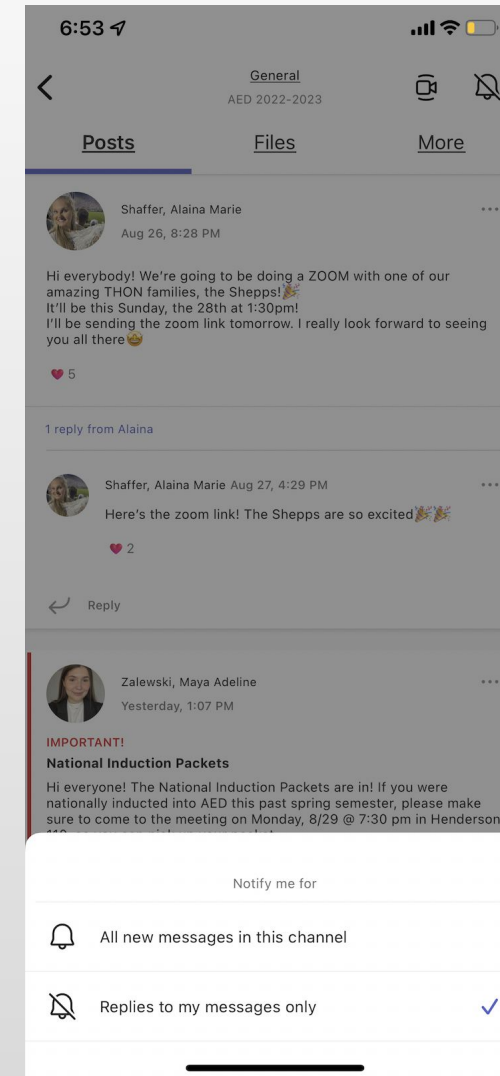 6:53
General
AED 2022-2023
Posts Files More
Shaffer, Alaina Marie
Aug 26, 8:28 PM
Hi everybody! We're going to be doing a ZOOM with one of our
amazing THON families, the Shepps!🎉
It'll be this Sunday, the 28th at 1:30pm!
I'll be sending the zoom link tomorrow. I really look forward to seeing
you all there🤩
5
1 reply from Alaina
Shaffer, Alaina Marie Aug 27, 4:29 PM
Here's the zoom link! The Shepps are so excited🎉🎉
2
Reply
Zalewski, Maya Adeline
Yesterday, 1:07 PM
IMPORTANT!
National Induction Packets
Hi everyone! The National Induction Packets are in! If you were
nationally inducted into AED this past spring semester, please make
sure to come to the meeting on Monday, 8/29 @ 7:30 pm in Henderson
Notify me for
All new messages in this channel
Replies to my messages only